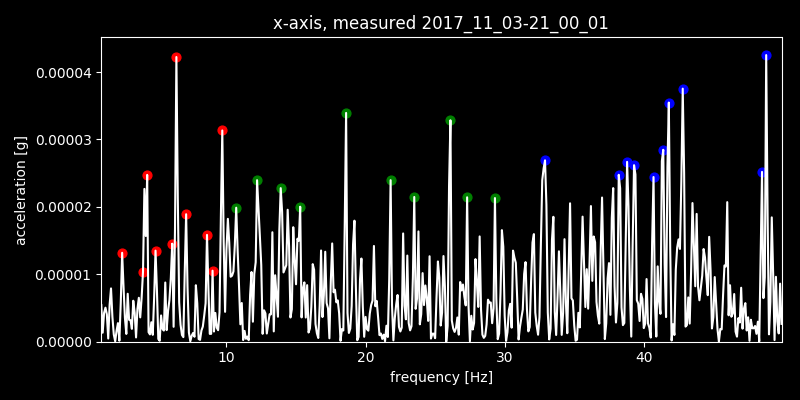 x-axis, measured 2017_11_03-21_00_01
acceleration [g]
0.00004
0.00003
0.00002
0.00001
0.00000
10 20 30 40
frequency [Hz]